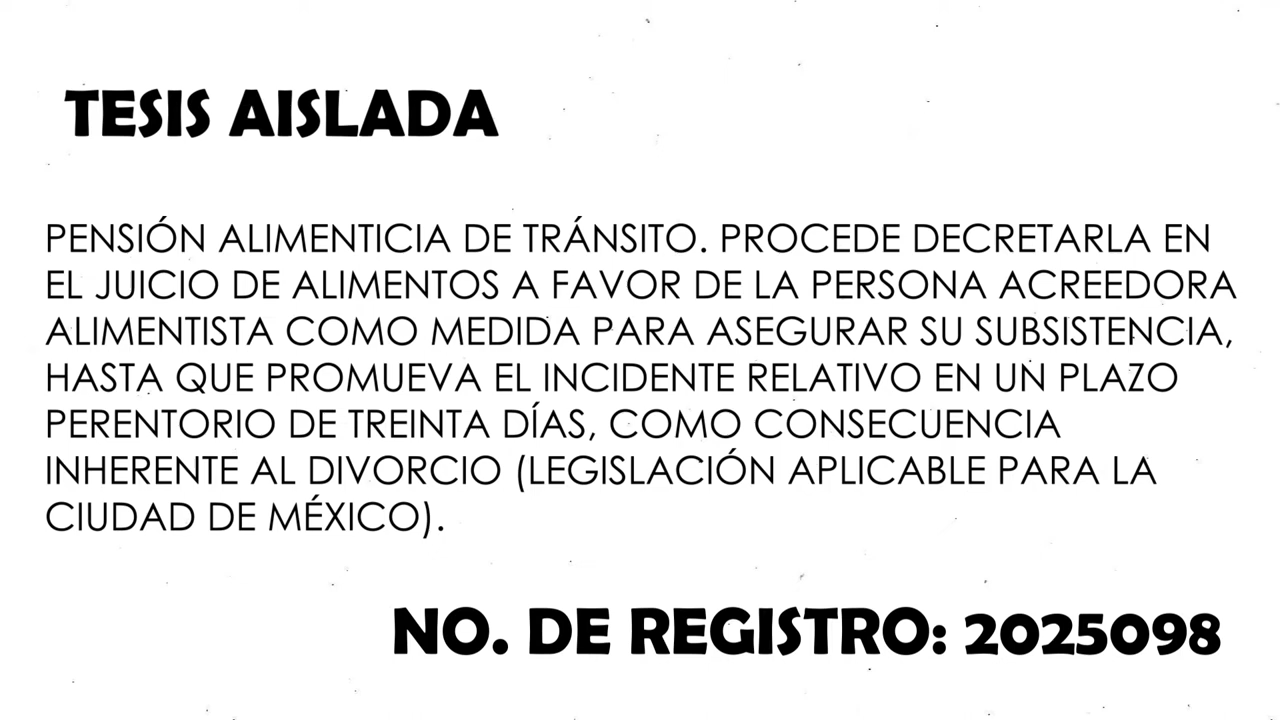 TESIS AISLADA
PENSIÓN ALIMENTICIA DE TRÁNSITO. PROCEDE DECRETARLA EN
EL JUICIO DE ALIMENTOS A FAVOR DE LA PERSONA ACREEDORA
ALIMENTISTA COMO MEDIDA PARA ASEGURAR SU SUBSISTENCIA,
HASTA QUE PROMUEVA EL INCIDENTE RELATIVO EN UN PLAZO
PERENTORIO DE TREINTA DÍAS, COMO CONSECUENCIA
INHERENTE AL DIVORCIO (LEGISLACIÓN APLICABLE PARA LA
CIUDAD DE MÉXICO).
NO. DE REGISTRO: 2025098